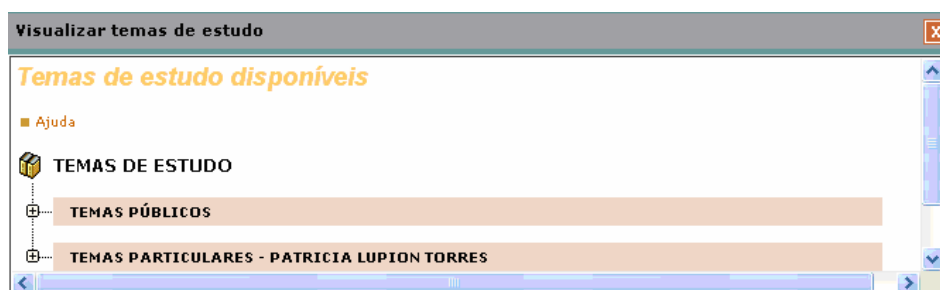 Visualizar temas de estudo
Temas de estudo disponíveis
Ajuda
TEMAS DE ESTUDO
TEMAS PÚBLICOS
TEMAS PARTICULARES - PATRICIA LUPION TORRES